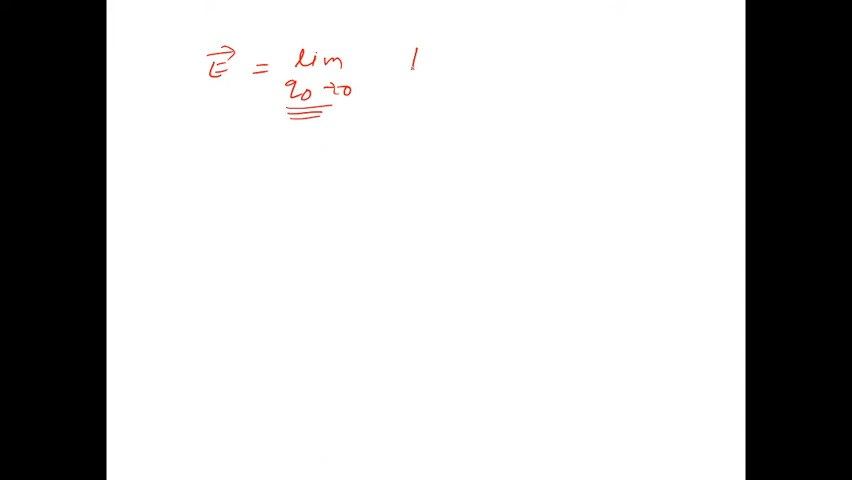 E⃗ = lim
q₀→0